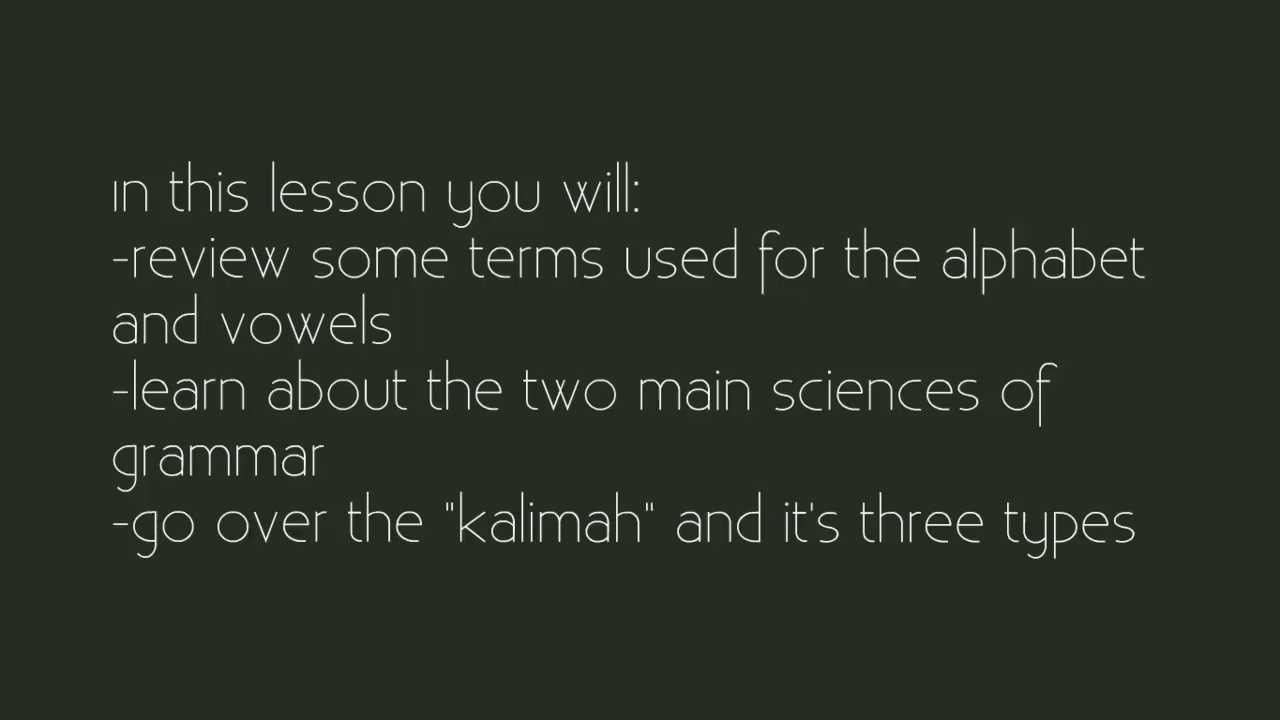 in this lesson you will:
-review some terms used for the alphabet
and vowels
-learn about the two main sciences of
grammar
-go over the "kalimah" and it's three types